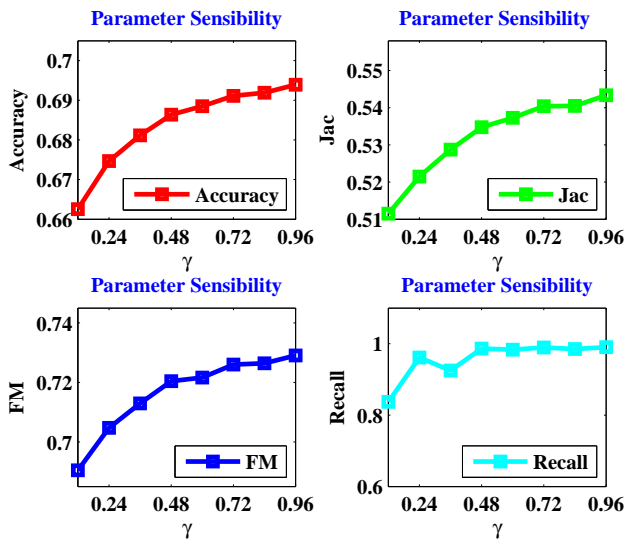 Parameter Sensibility
0.7
0.69
0.68
0.67
0.66
Accuracy
Accuracy
0.24 0.48 0.72 0.96
γ
Parameter Sensibility
0.55
0.54
0.53
0.52
0.51
Jac
Jac
0.24 0.48 0.72 0.96
γ
Parameter Sensibility
0.74
0.72
0.7
FM
FM
0.24 0.48 0.72 0.96
γ
Parameter Sensibility
1
0.8
0.6
Recall
Recall
0.24 0.48 0.72 0.96
γ